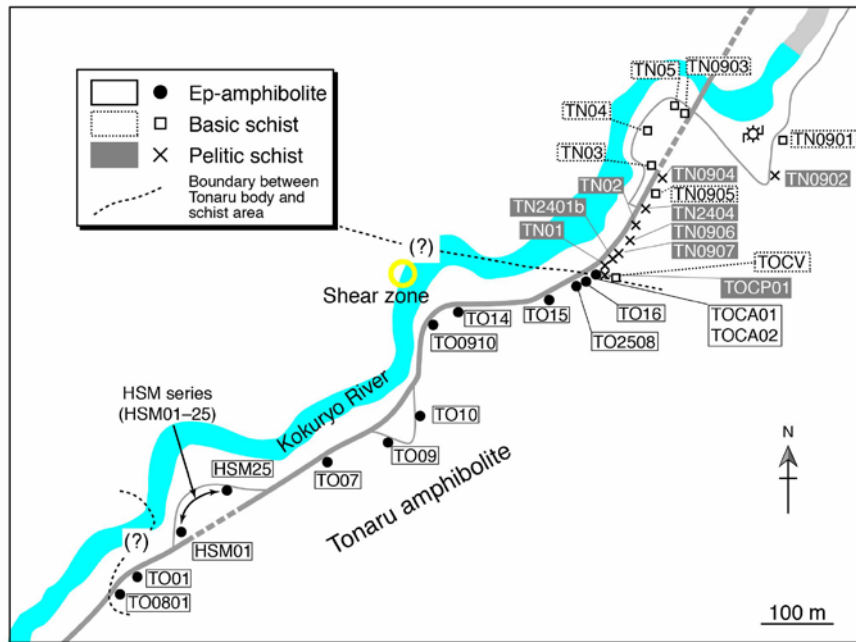 Ep-amphibolite
Basic schist
Pelitic schist
Boundary between
Tonaru body and
schist area
TN05
TN0903
TN04
TN0901
TN03
TN0904
TN0902
TN02
TN0905
TN2401b
TN2404
TN01
TN0906
TN0907
(?)
TOCV
TOCP01
Shear zone
TO14
TO15
TO16
TOCA01
TOCA02
TO0910
TO2508
HSM series
(HSM01–25)
Kokuryo River
TO10
HSM25
TO09
TO07
Tonaru amphibolite
N
(?)
HSM01
TO01
TO0801
100 m